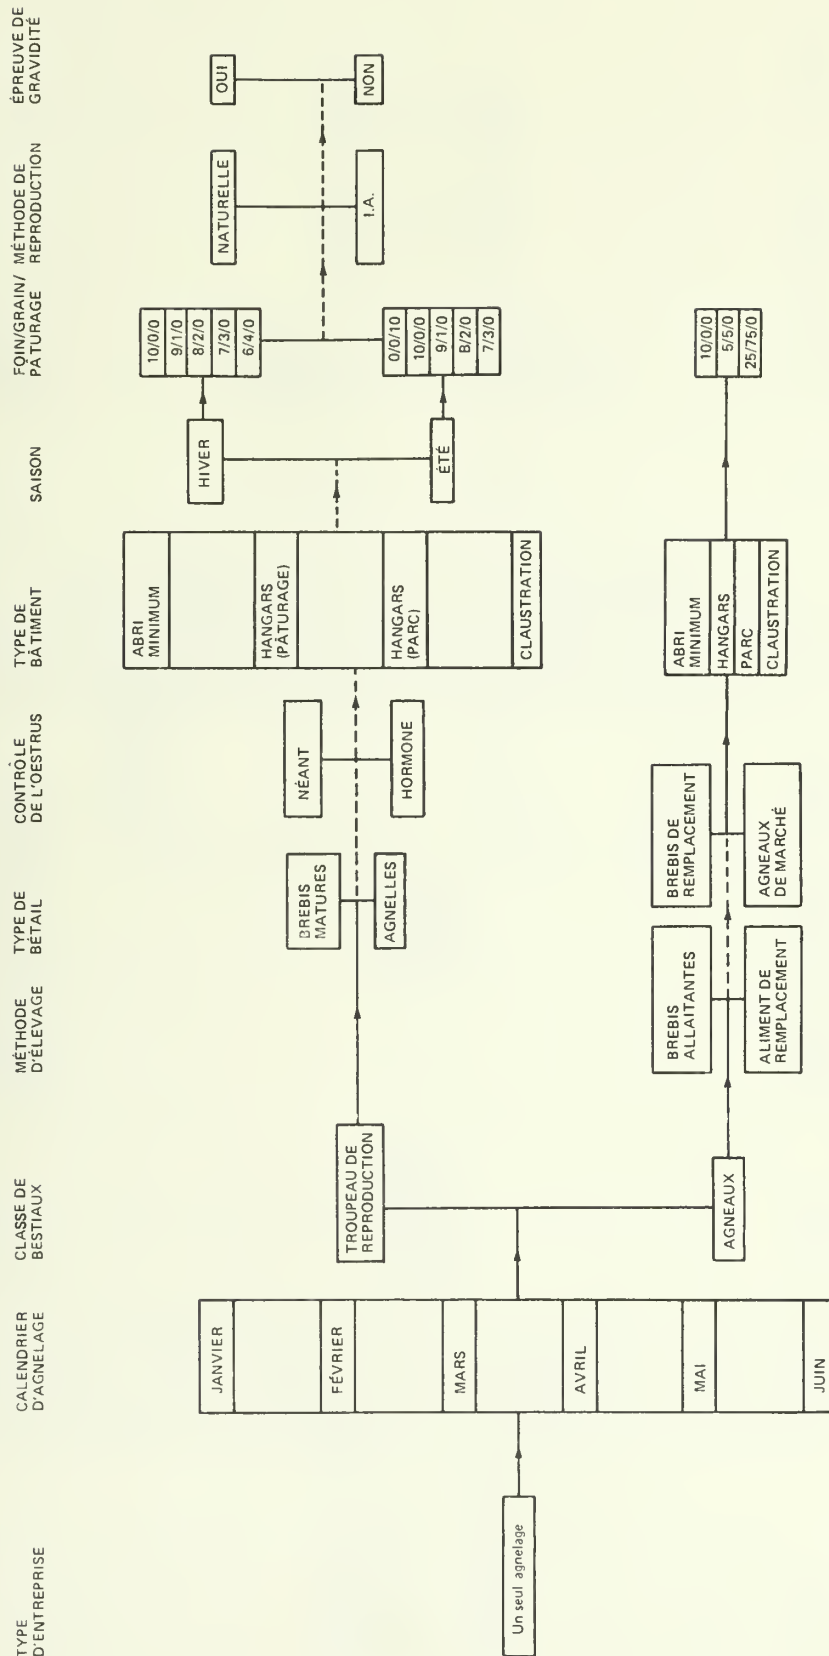 TYPE
D'ENTREPRISE
CALENDRIER
D'AGNELAGE
CLASSE DE
BESTIAUX
MÉTHODE
D'ÉLEVAGE
TYPE DE
BÉTAIL
CONTRÔLE
DE L'OESTRUS
TYPE DE
BÂTIMENT
SAISON
FOIN/GRAIN/
PÂTURAGE
MÉTHODE DE
REPRODUCTION
ÉPREUVE DE
GRAVIDITÉ
Un seul agnelage
JANVIER
FÉVRIER
MARS
AVRIL
MAI
JUIN
TROUPEAU DE
REPRODUCTION
BREBIS
MATURES
AGNELLES
NÉANT
HORMONE
ABRI
MINIMUM
HANGARS
(PÂTURAGE)
HANGARS
(PARC)
CLAUSTRATION
HIVER
ÉTÉ
10/0/0
9/1/0
8/2/0
7/3/0
6/4/0
0/0/10
10/0/0
9/1/0
B/2/0
7/3/0
NATURELLE
I.A.
OUI
NON
AGNEAUX
BREBIS
ALLAITANTES
ALIMENT DE
REMPLACEMENT
BREBIS DE
REMPLACEMENT
AGNEAUX
DE MARCHÉ
ABRI
MINIMUM
HANGARS
PARC
CLAUSTRATION
10/0/0
5/5/0
25/75/0